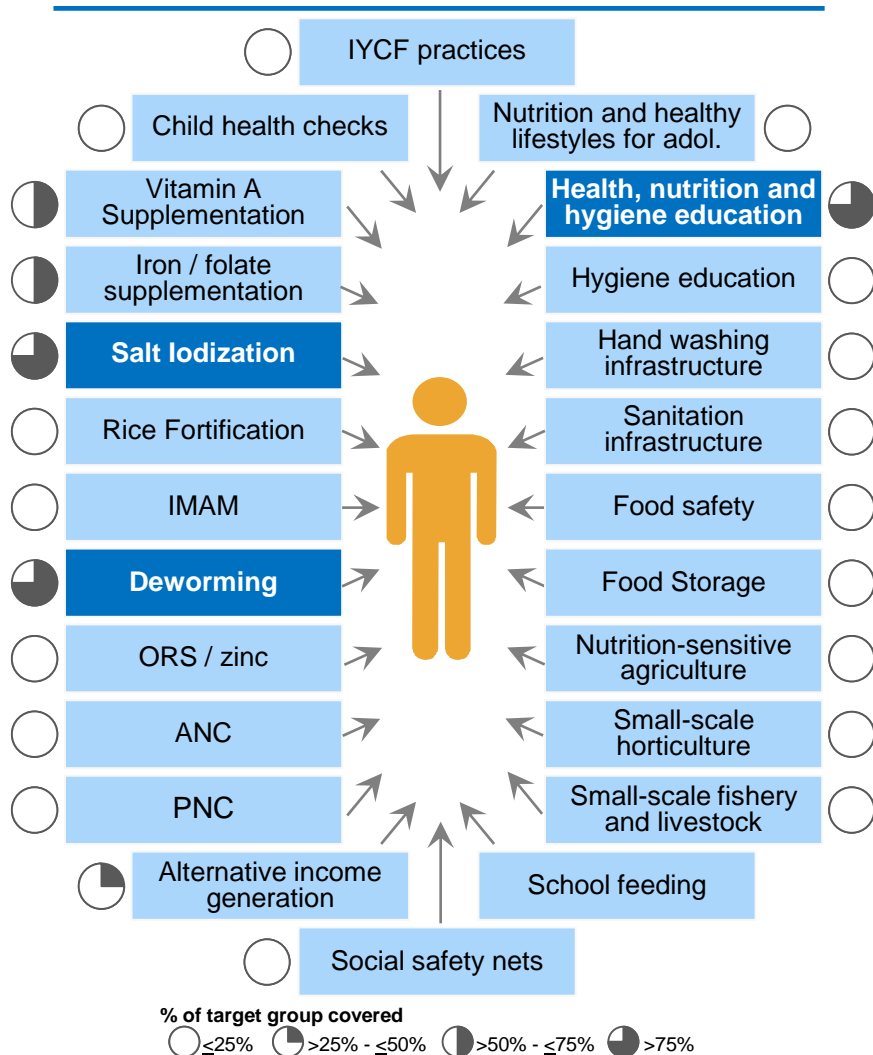 IYCF practices
Child health checks
Nutrition and healthy
lifestyles for adol.
Vitamin A
Supplementation
Health, nutrition and
hygiene education
Iron / folate
supplementation
Hygiene education
Salt Iodization
Hand washing
infrastructure
Rice Fortification
Sanitation
infrastructure
IMAM
Food safety
Deworming
Food Storage
ORS / zinc
Nutrition-sensitive
agriculture
ANC
Small-scale
horticulture
PNC
Small-scale fishery
and livestock
Alternative income
generation
School feeding
Social safety nets
% of target group covered
≤25% >25% - ≤50% >50% - ≤75% >75%